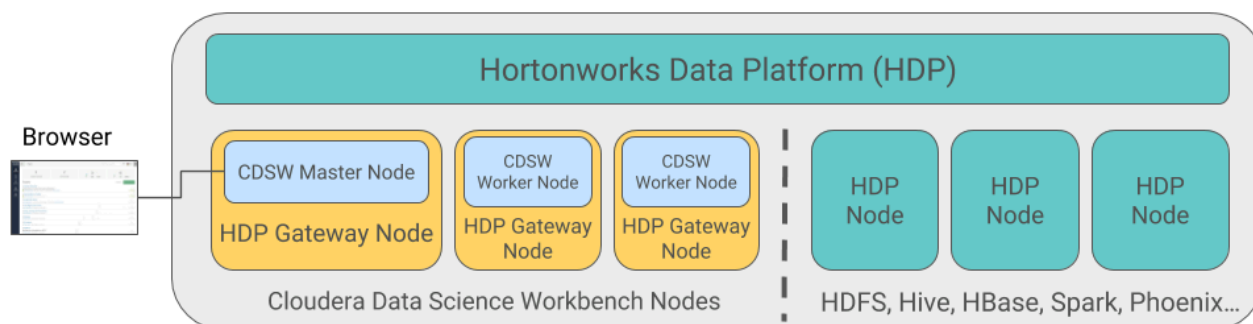 Hortonworks Data Platform (HDP)
Browser
CDSW Master Node
HDP Gateway Node
CDSW
Worker Node
HDP Gateway
Node
CDSW
Worker Node
HDP Gateway
Node
HDP
Node
HDP
Node
HDP
Node
Cloudera Data Science Workbench Nodes
HDFS, Hive, HBase, Spark, Phoenix...